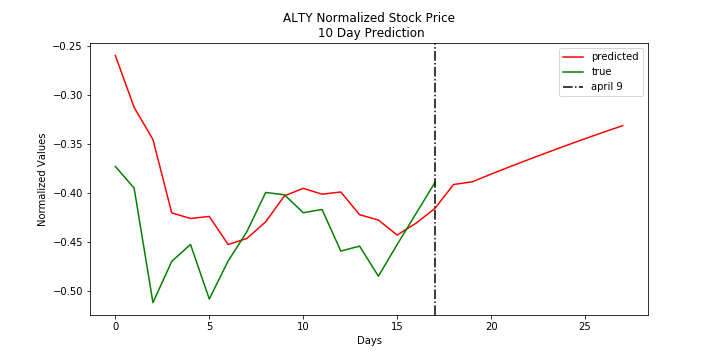 ALTY Normalized Stock Price
10 Day Prediction
−0.25
−0.30
−0.35
−0.40
−0.45
−0.50
Normalized Values
predicted
true
april 9
0 5 10 15 20 25
Days